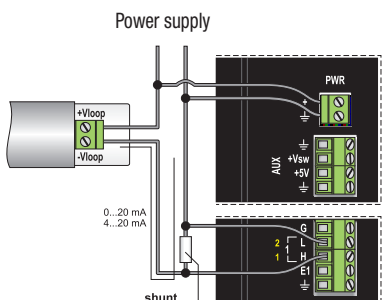 Power supply
PWR
+
+Vloop
-Vloop
AUX
+Vsw
+5V
0...20 mA
4...20 mA
G
2
L
1
1
H
E1
shunt